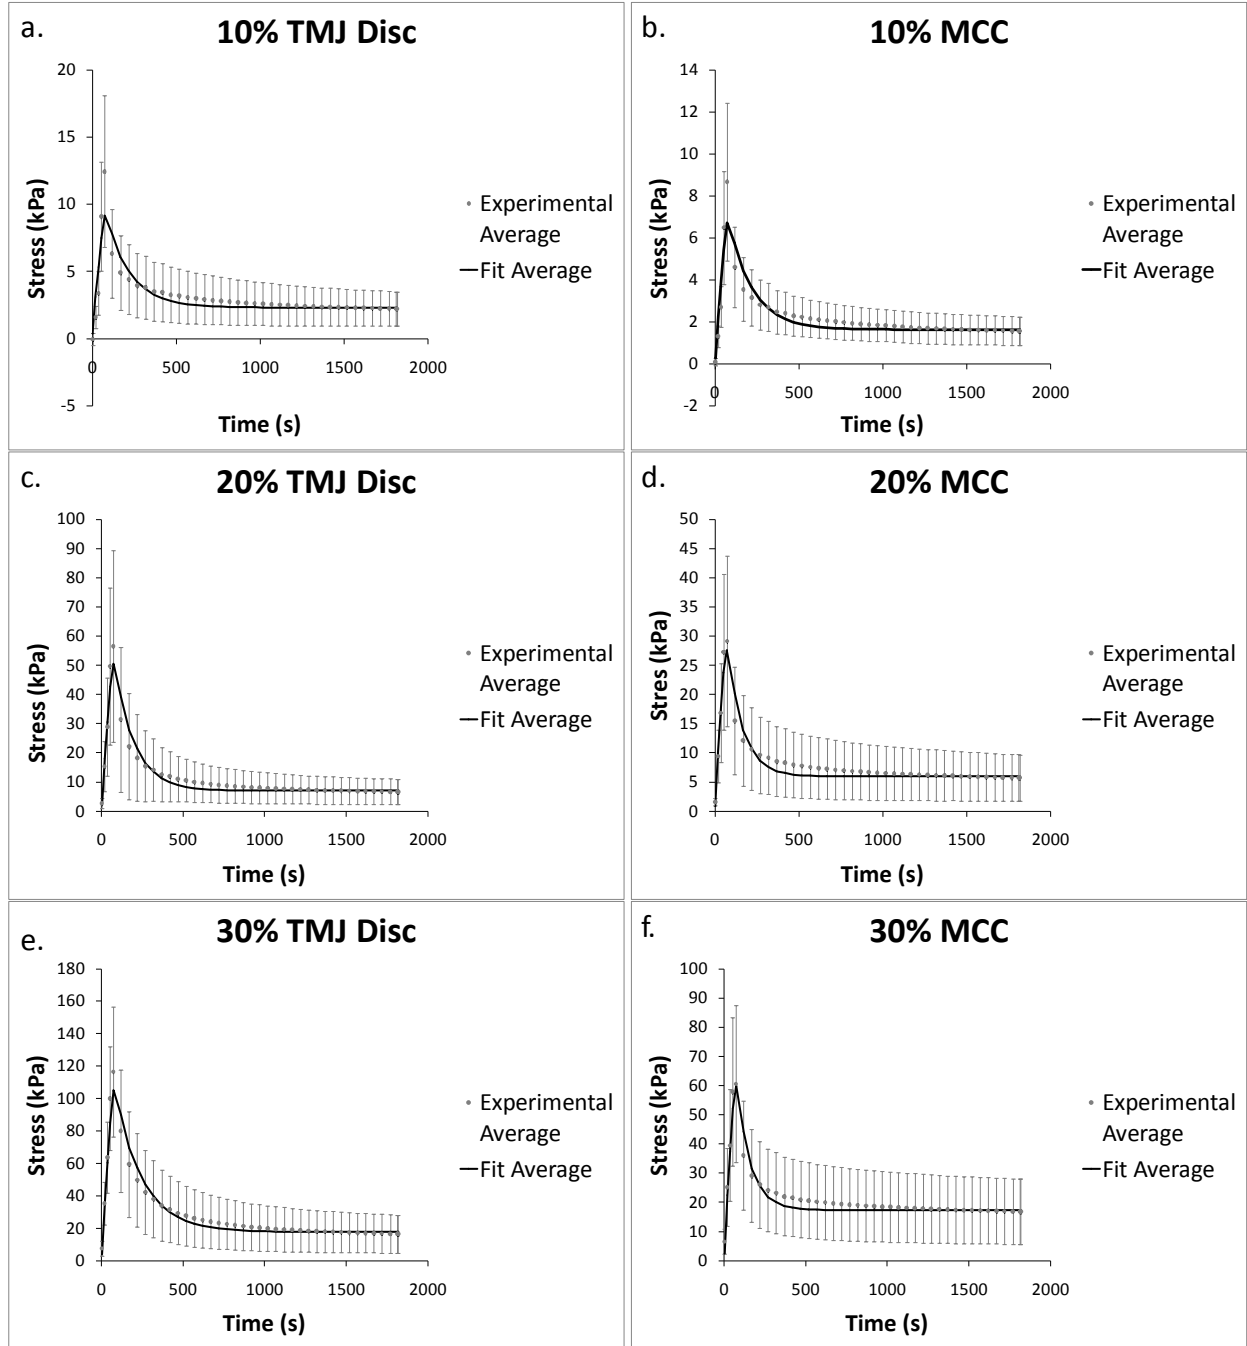 a.
10% TMJ Disc
20
15
10
5
0
-5
0
500
1000
1500
2000
Stress (kPa)
Time (s)
Experimental
Average
Fit Average
b.
10% MCC
14
12
10
8
6
4
2
0
-2
0
500
1000
1500
2000
Stress (kPa)
Time (s)
Experimental
Average
Fit Average
c.
20% TMJ Disc
100
90
80
70
60
50
40
30
20
10
0
0
500
1000
1500
2000
Stress (kPa)
Time (s)
Experimental
Average
Fit Average
d.
20% MCC
50
45
40
35
30
25
20
15
10
5
0
0
500
1000
1500
2000
Stres (kPa)
Time (s)
Experimental
Average
Fit Average
e.
30% TMJ Disc
180
160
140
120
100
80
60
40
20
0
0
500
1000
1500
2000
Stress (kPa)
Time (s)
Experimental
Average
Fit Average
f.
30% MCC
100
90
80
70
60
50
40
30
20
10
0
0
500
1000
1500
2000
Stress (kPa)
Time (s)
Experimental
Average
Fit Average